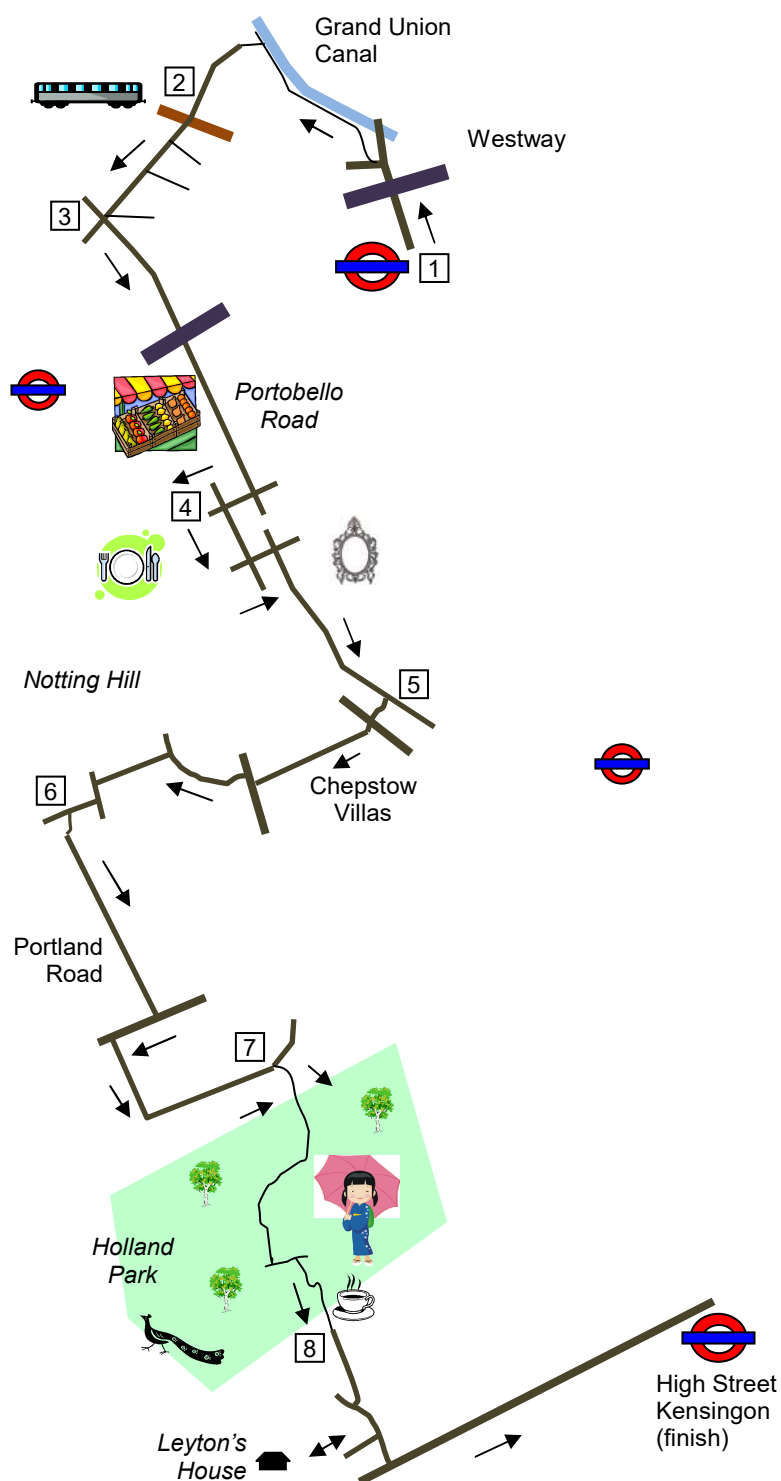 Grand Union
Canal
2
Westway
3
1
Portobello
Road
4
Notting Hill
5
Chepstow
Villas
6
Portland
Road
7
Holland
Park
8
High Street
Kensingon
(finish)
Leyton's
House